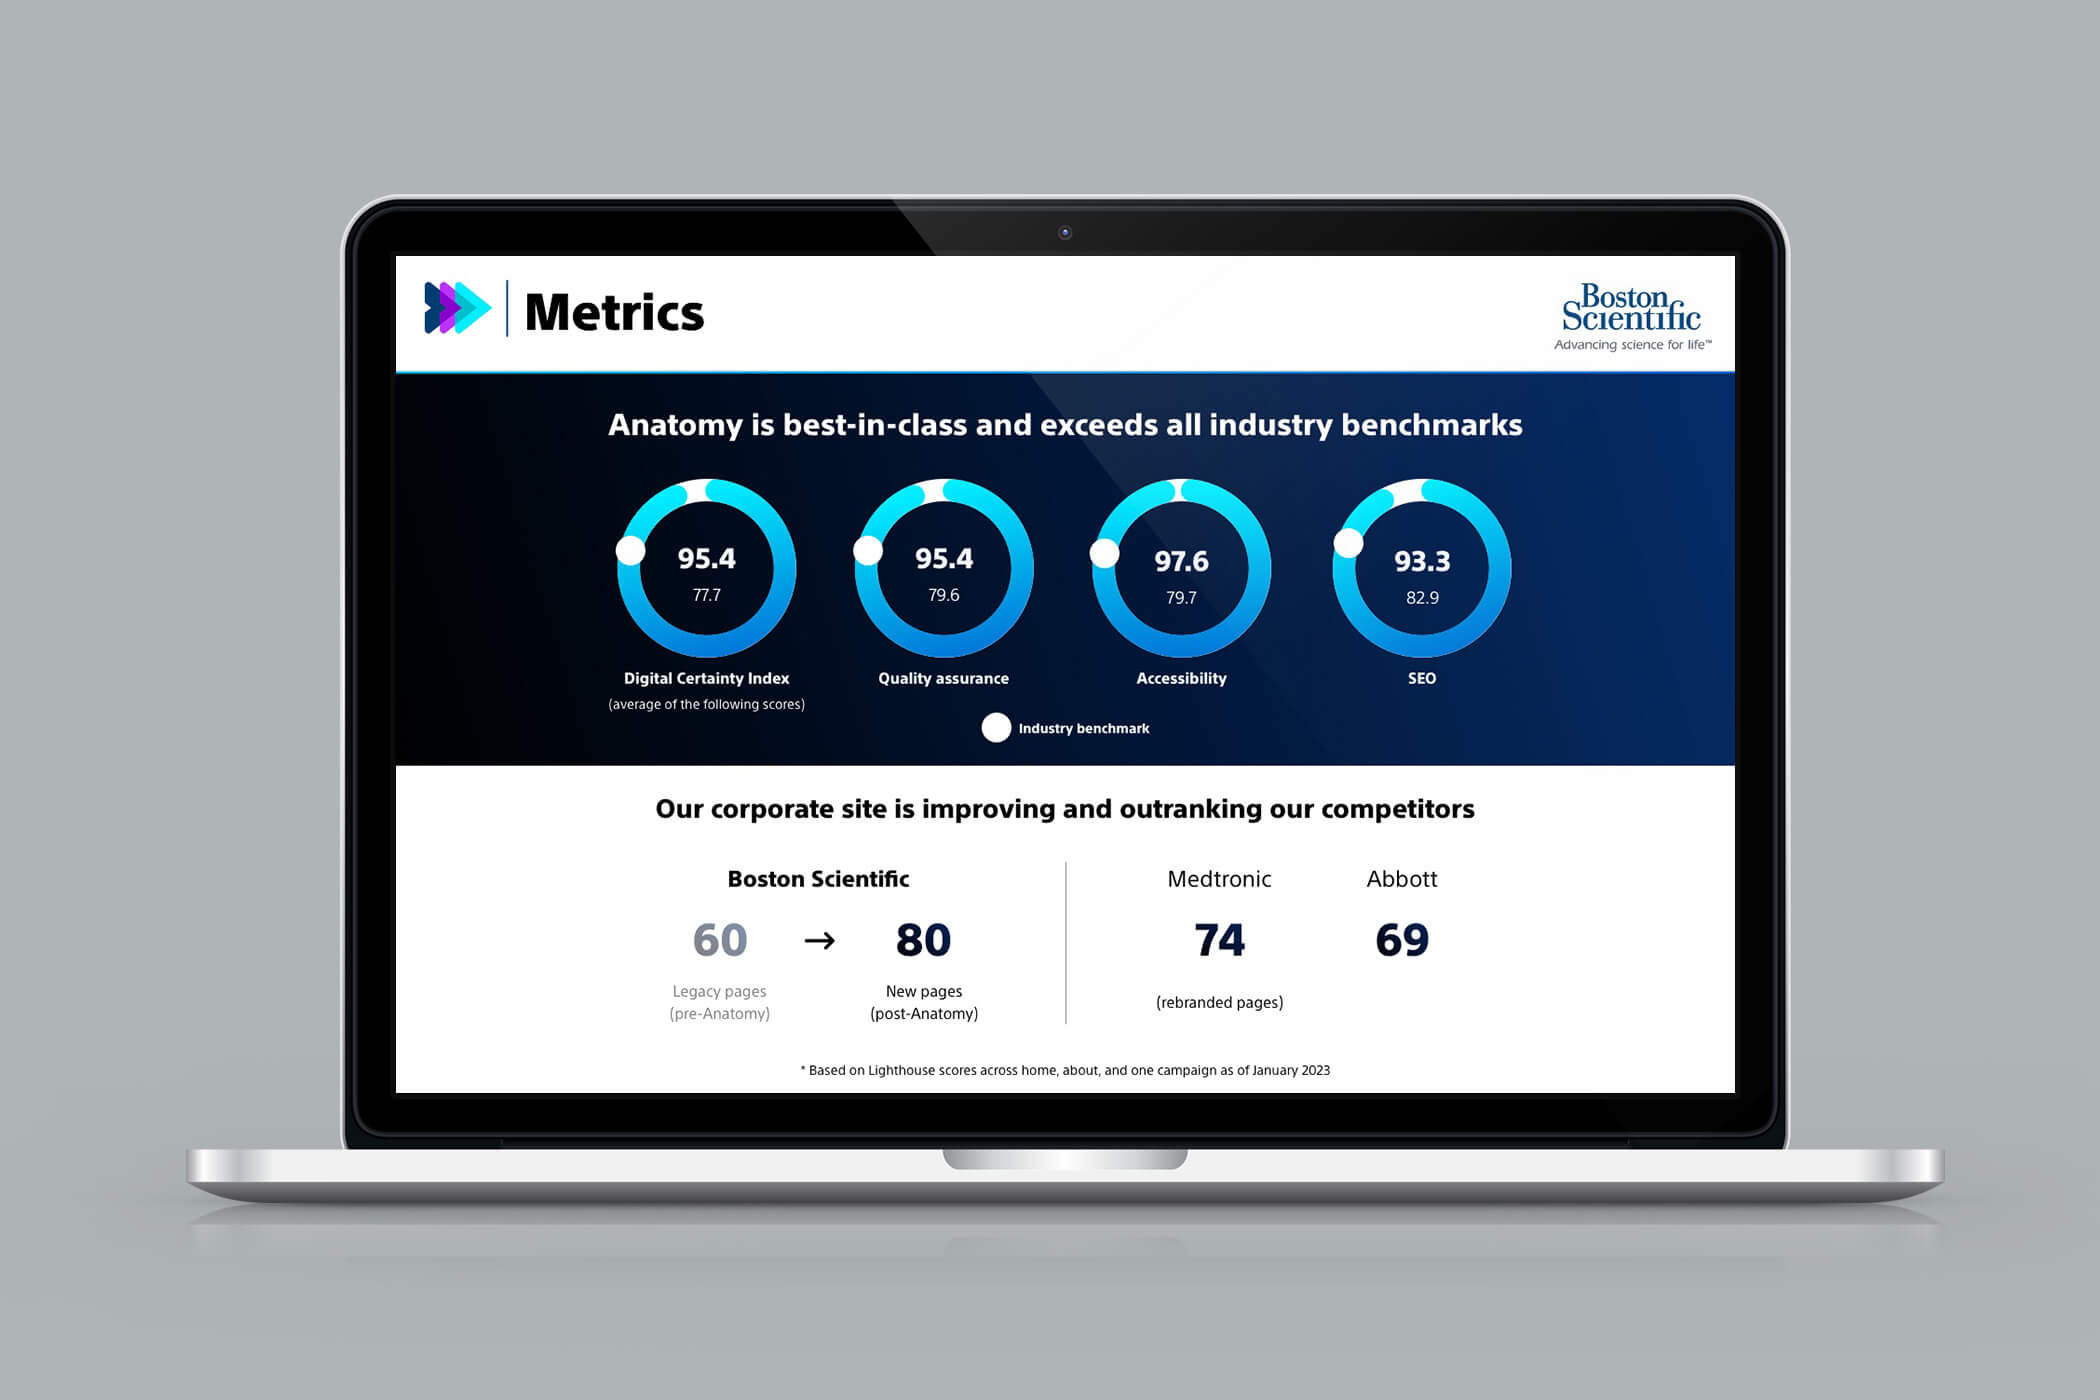 Metrics
Boston
Scientific
Advancing science for life™
Anatomy is best-in-class and exceeds all industry benchmarks
95.4
77.7
Digital Certainty Index
(average of the following scores)
95.4
79.6
Quality assurance
97.6
79.7
Accessibility
93.3
82.9
SEO
Industry benchmark
Our corporate site is improving and outranking our competitors
Boston Scientific
60 → 80
Legacy pages
(pre-Anatomy)
New pages
(post-Anatomy)
Medtronic
74
(rebranded pages)
Abbott
69
* Based on Lighthouse scores across home, about, and one campaign as of January 2023